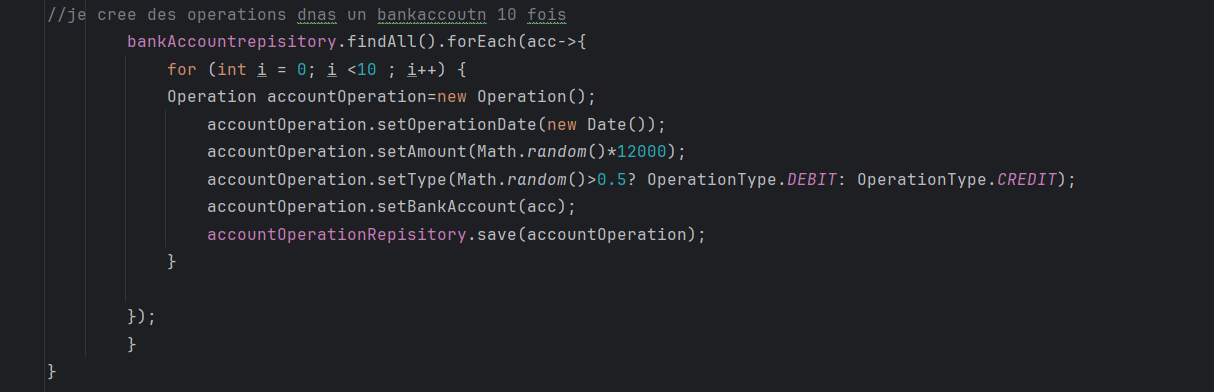 //je cree des operations dnas un bankaccoutn 10 fois
bankAccountrepisitory.findAll().forEach(acc->{
for (int i = 0; i <10 ; i++) {
Operation accountOperation=new Operation();
accountOperation.setOperationDate(new Date());
accountOperation.setAmount(Math.random()*12000);
accountOperation.setType(Math.random()>0.5? OperationType.DEBIT: OperationType.CREDIT);
accountOperation.setBankAccount(acc);
accountOperationRepisitory.save(accountOperation);
}
});
}
}